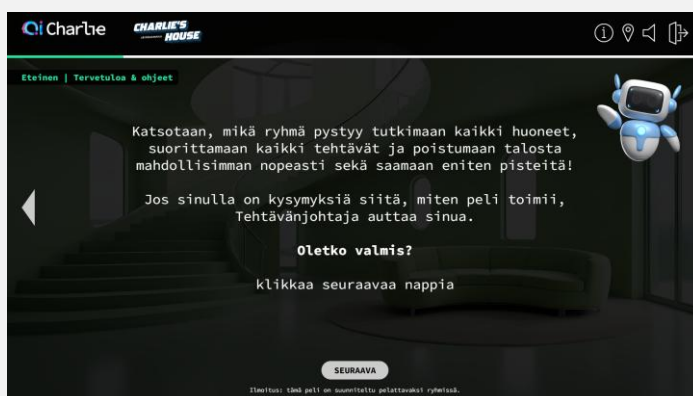 Qi Charlie
CHARLIE'S
HOUSE
Eteinen | Tervetuloa & ohjeet
Katsotaan, mikä ryhmä pystyy tutkimaan kaikki huoneet,
suorittamaan kaikki tehtävät ja poistumaan talosta
mahdollisimman nopeasti sekä saamaan eniten pisteitä!
Jos sinulla on kysymyksiä siitä, miten peli toimii,
Tehtävänjohtaja auttaa sinua.
Oletko valmis?
klikkaa seuraavaa nappia
SEURAAVA
Ilmoitus: tämä peli on suunniteltu pelattavaksi ryhmissä.